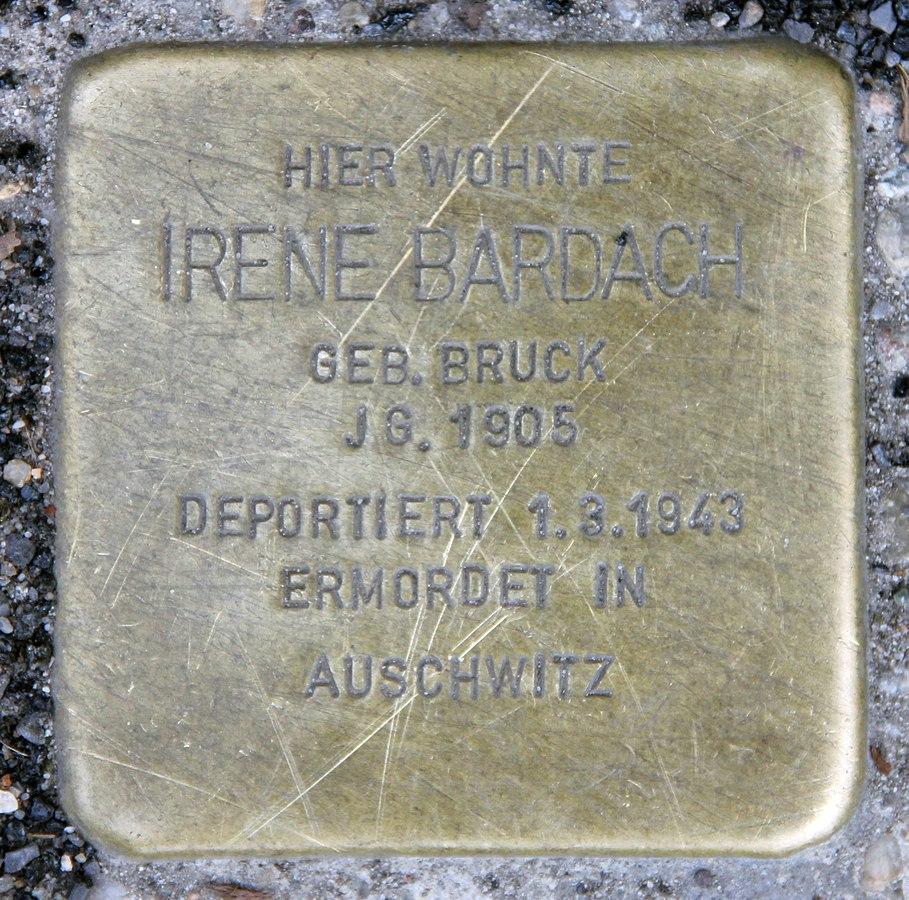 HIER WOHNTE
IRENE BARDACH
GEB. BRUCK
JG. 1905
DEPORTIERT 1.3.1943
ERMORDET IN
AUSCHWITZ